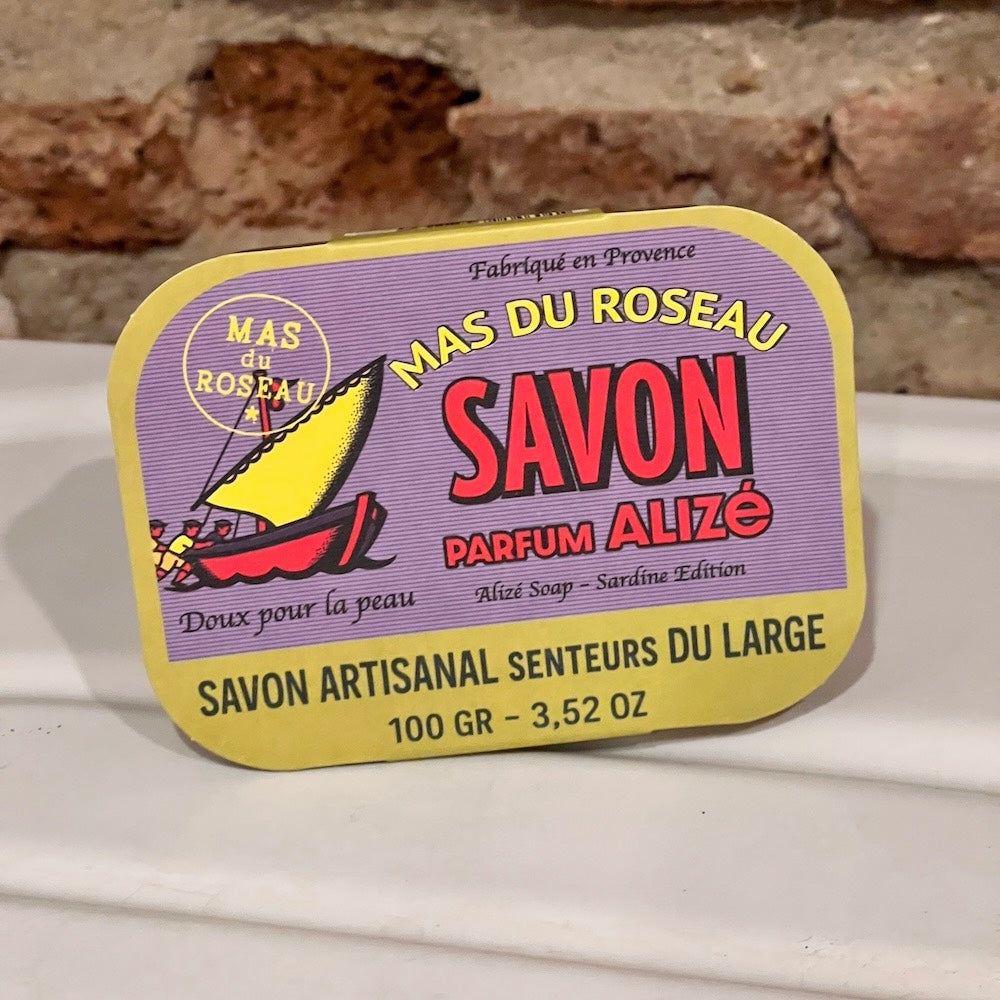 Fabriqué en Provence
MAS DU ROSEAU
MAS
du
ROSEAU
*
SAVON
PARFUM ALIZé
Alizé Soap – Sardine Edition
Doux pour la peau
SAVON ARTISANAL SENTEURS DU LARGE
100 GR – 3,52 OZ